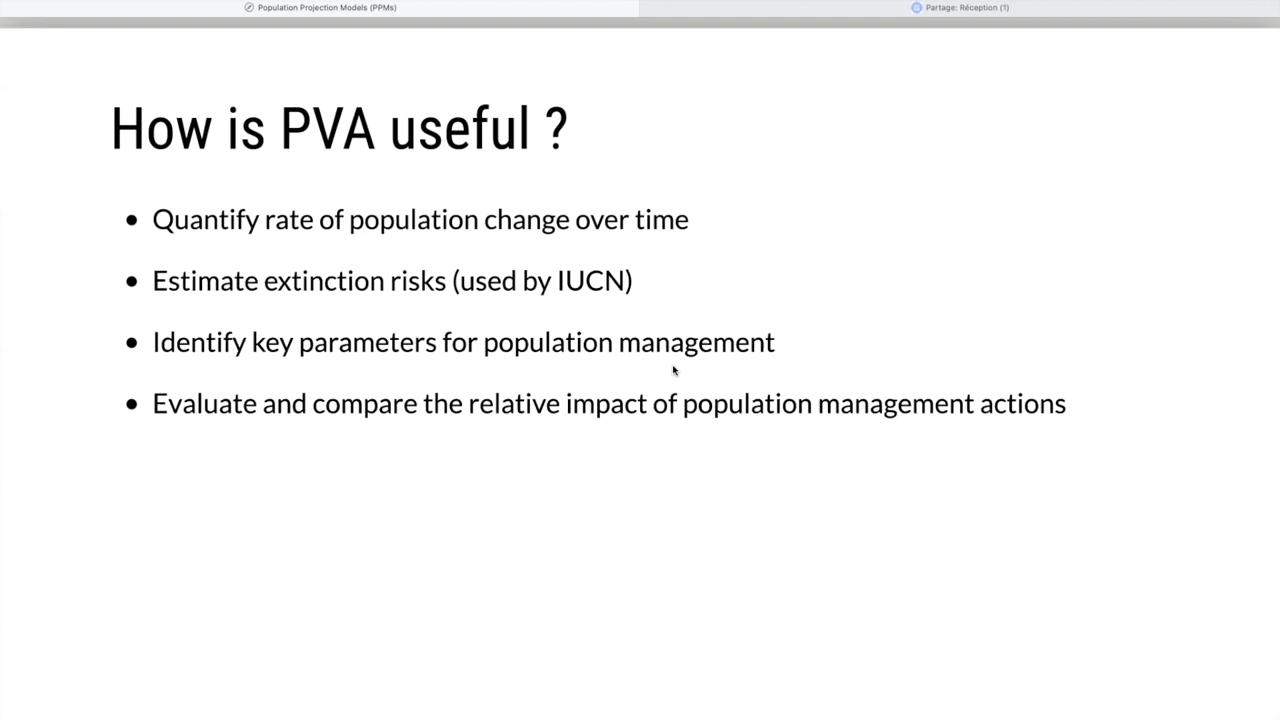 Population Projection Models (PPMs)
Partage: Réception (1)
How is PVA useful ?
Quantify rate of population change over time
Estimate extinction risks (used by IUCN)
Identify key parameters for population management
Evaluate and compare the relative impact of population management actions